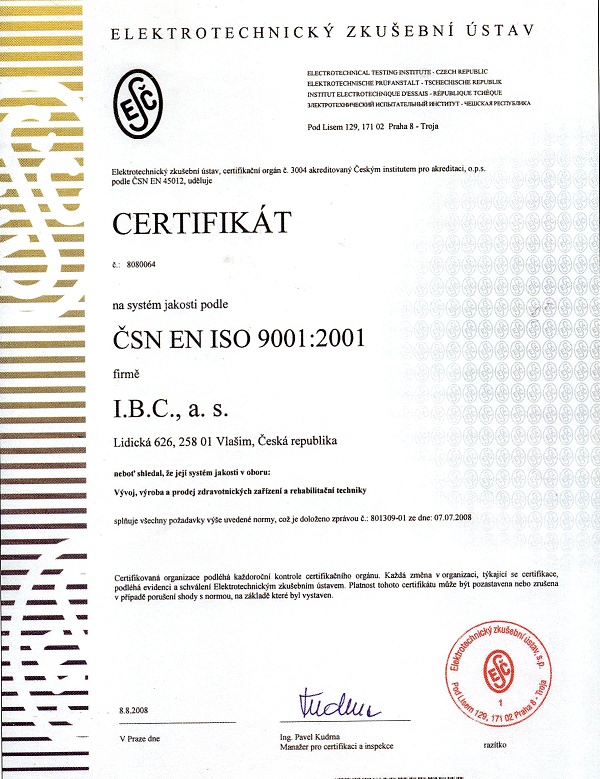 ELEKTROTECHNICKÝ ZKUŠEBNÍ ÚSTAV
ESČ
ELECTROTECHNICAL TESTING INSTITUTE - CZECH REPUBLIC
ELEKTROTECHNISCHE PRÜFANSTALT - TSCHECHISCHE REPUBLIK
INSTITUT ELECTROTECHNIQUE D'ESSAIS - RÉPUBLIQUE TCHÈQUE
ЭЛЕКТРОТЕХНИЧЕСКИЙ ИСПЫТАТЕЛЬНЫЙ ИНСТИТУТ - ЧЕШСКАЯ РЕСПУБЛИКА
Pod Lisem 129, 171 02 Praha 8 - Troja
Elektrotechnický zkušební ústav, certifikační orgán č. 3004 akreditovaný Českým institutem pro akreditaci, o.p.s.
podle ČSN EN 45012, uděluje
CERTIFIKÁT
č.: 8080064
na systém jakosti podle
ČSN EN ISO 9001:2001
firmě
I.B.C., a. s.
Lidická 626, 258 01 Vlašim, Česká republika
neboť shledal, že její systém jakosti v oboru:
Vývoj, výroba a prodej zdravotnických zařízení a rehabilitační techniky
splňuje všechny požadavky výše uvedené normy, což je doloženo zprávou č.: 801309-01 ze dne: 07.07.2008
Certifikovaná organizace podléhá každoroční kontrole certifikačního orgánu. Každá změna v organizaci, týkající se certifikace,
podléhá evidenci a schválení Elektrotechnickým zkušebním ústavem. Platnost tohoto certifikátu může být pozastavena nebo zrušena
v případě porušení shody s normou, na základě které byl vystaven.
Elektrotechnický zkušební ústav, s.p.
ESČ
1
Pod Lisem 129, 171 02 Praha 8 - Troja
8.8.2008
Kudrna
V Praze dne
Ing. Pavel Kudrna
Manažer pro certifikaci a inspekce
razítko